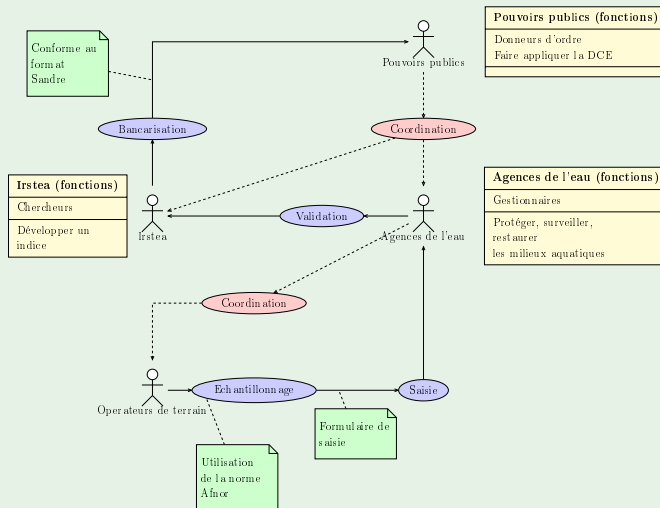 Pouvoirs publics (fonctions)
Donneurs d'ordre
Faire appliquer la DCE
Conforme au
format
Sandre
Pouvoirs publics
Bancarisation
Coordination
Irstea (fonctions)
Chercheurs
Développer un
indice
Irstea
Validation
Agences de l'eau
Agences de l'eau (fonctions)
Gestionnaires
Protéger, surveiller,
restaurer
les milieux aquatiques
Coordination
Operateurs de terrain
Echantillonnage
Saisie
Formulaire de
saisie
Utilisation
de la norme
Afnor